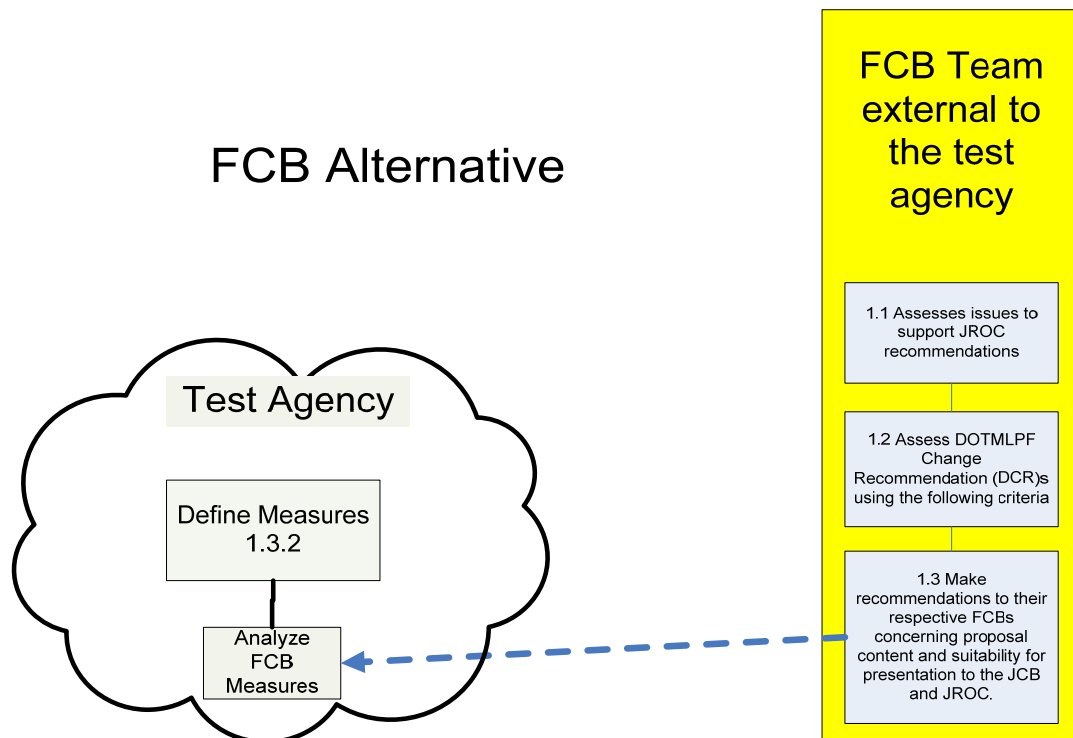 FCB Alternative
Test Agency
Define Measures
1.3.2
Analyze
FCB
Measures
FCB Team
external to
the test
agency
1.1 Assesses issues to
support JROC
recommendations
1.2 Assess DOTMLPF
Change
Recommendation (DCR)s
using the following criteria
1.3 Make
recommendations to their
respective FCBs
concerning proposal
content and suitability for
presentation to the JCB
and JROC.